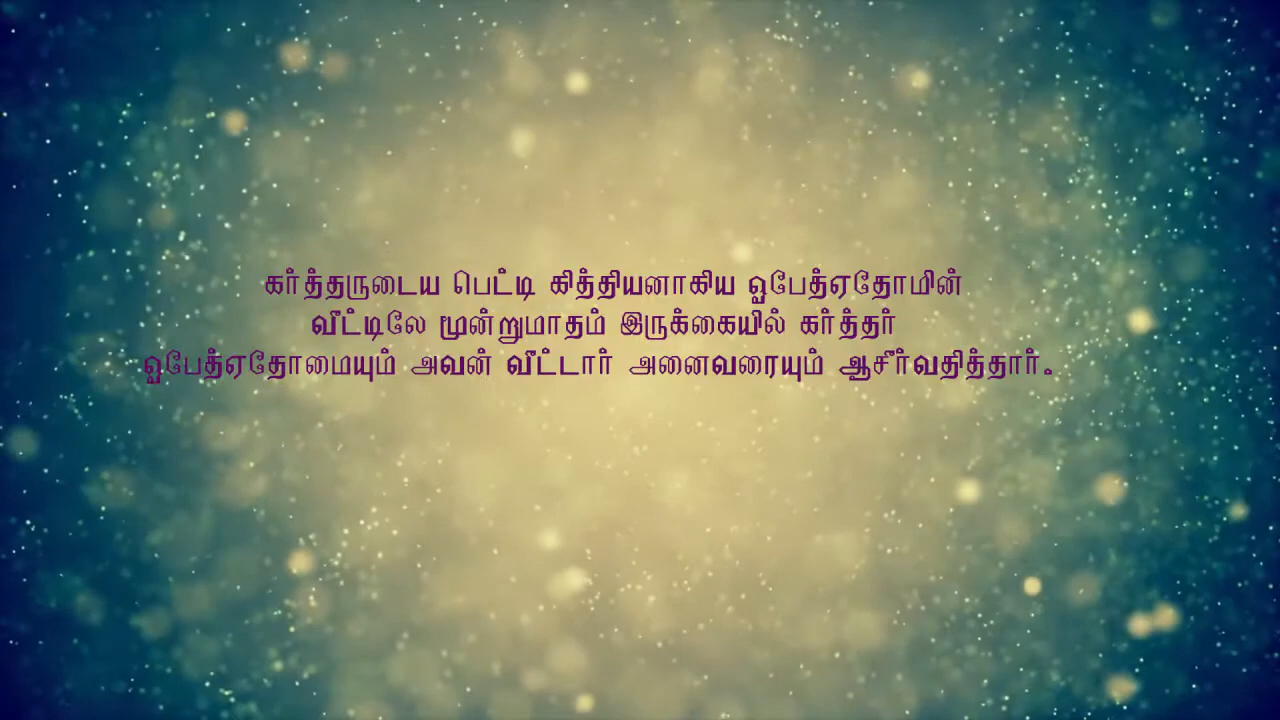 கர்த்தருடைய பெட்டி கித்தியனாகிய ஓபேத்ஏதோமின்
வீட்டிலே மூன்றுமாதம் இருக்கையில் கர்த்தர்
ஓபேத்ஏதோமையும் அவன் வீட்டார் அனைவரையும் ஆசீர்வதித்தார்.